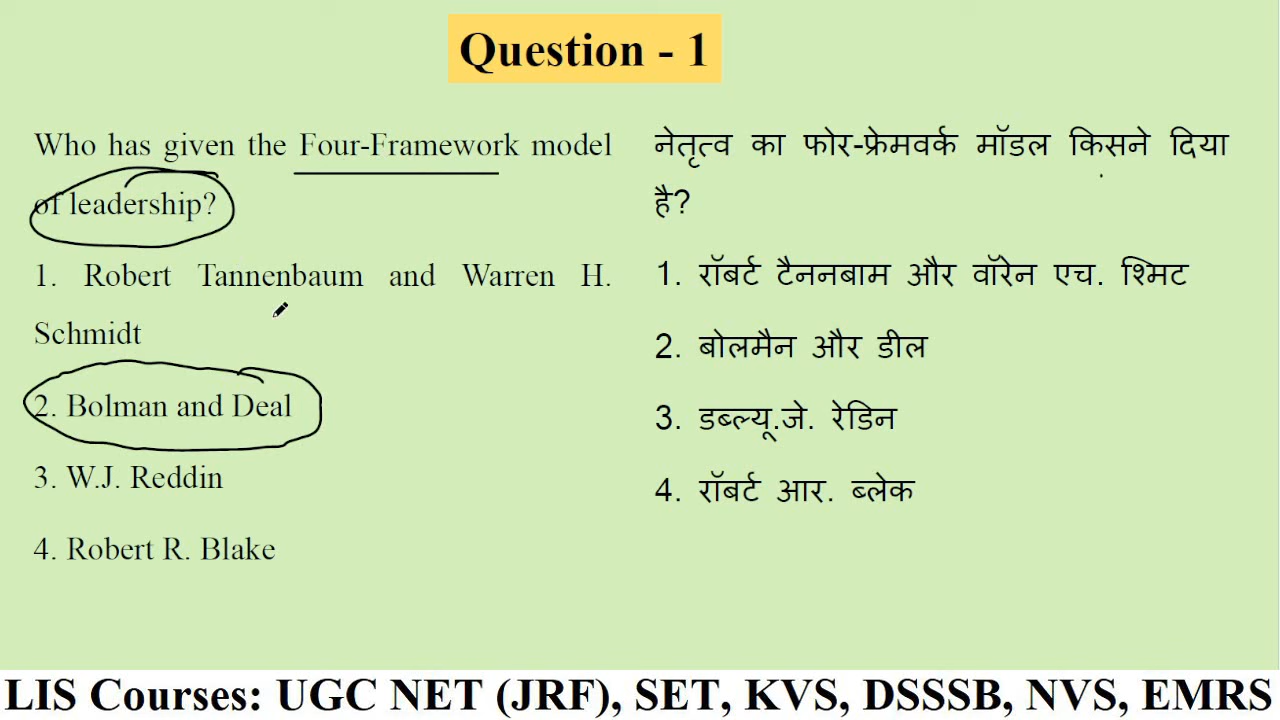 Question - 1
Who has given the Four-Framework model
of leadership?
1. Robert Tannenbaum and Warren H.
Schmidt
2. Bolman and Deal
3. W.J. Reddin
4. Robert R. Blake
नेतृत्व का फोर-फ्रेमवर्क मॉडल किसने दिया
है?
1. रॉबर्ट टैननबाम और वॉरेन एच. श्मिट
2. बोलमैन और डील
3. डब्ल्यू.जे. रेडिन
4. रॉबर्ट आर. ब्लेक
LIS Courses: UGC NET (JRF), SET, KVS, DSSSB, NVS, EMRS